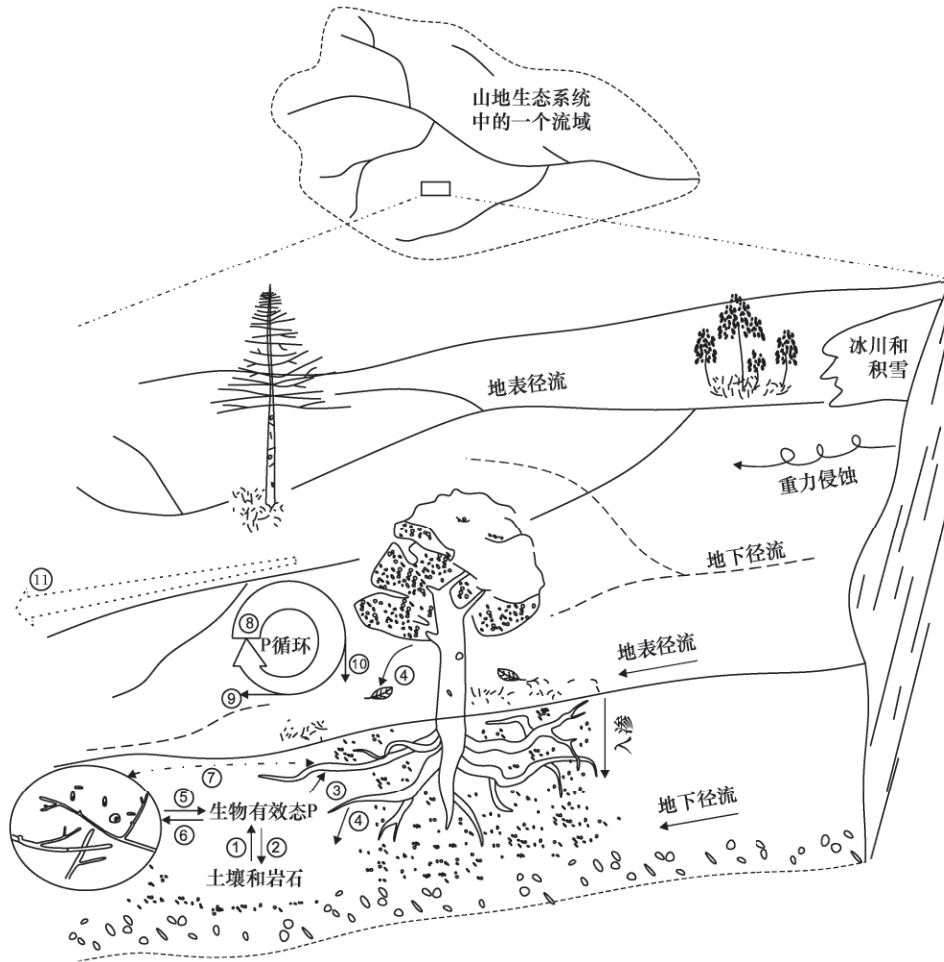 山地生态系统
中的一个流域
冰川和
积雪
地表径流
重力侵蚀
地下径流
⑪
⑧
P循环
⑩
④
⑨
地表径流
入渗
⑦
③
⑤
生物有效态P
⑥
④
地下径流
①
②
土壤和岩石